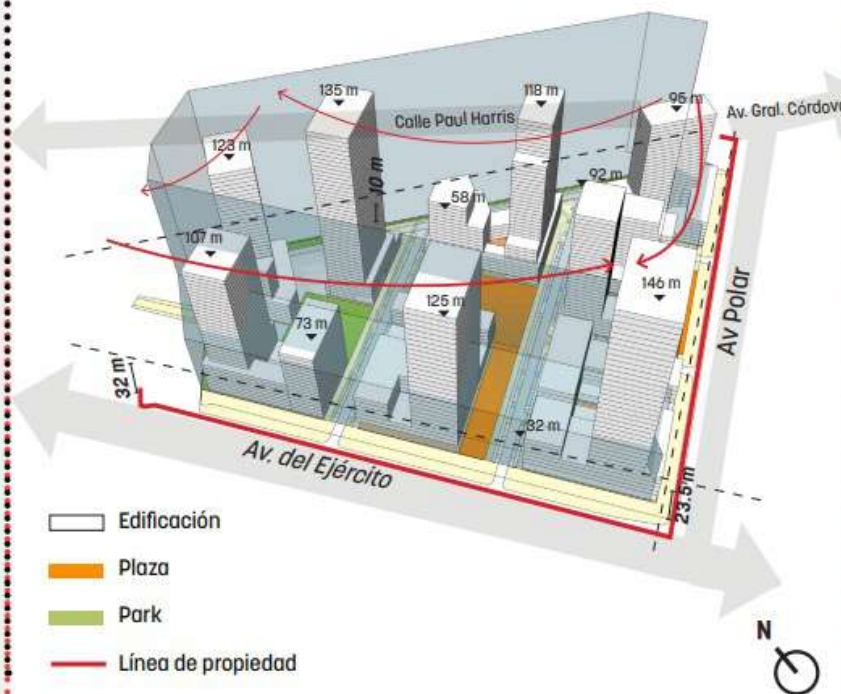 135 m
118 m
95 m
Calle Paul Harris
Av. Gral. Córdova
123 m
10 m
92 m
58 m
107 m
146 m
125 m
73 m
Av Polar
32 m
32 m
Av. del Ejército
23.5 m
Edificación
Plaza
Park
Línea de propiedad
N